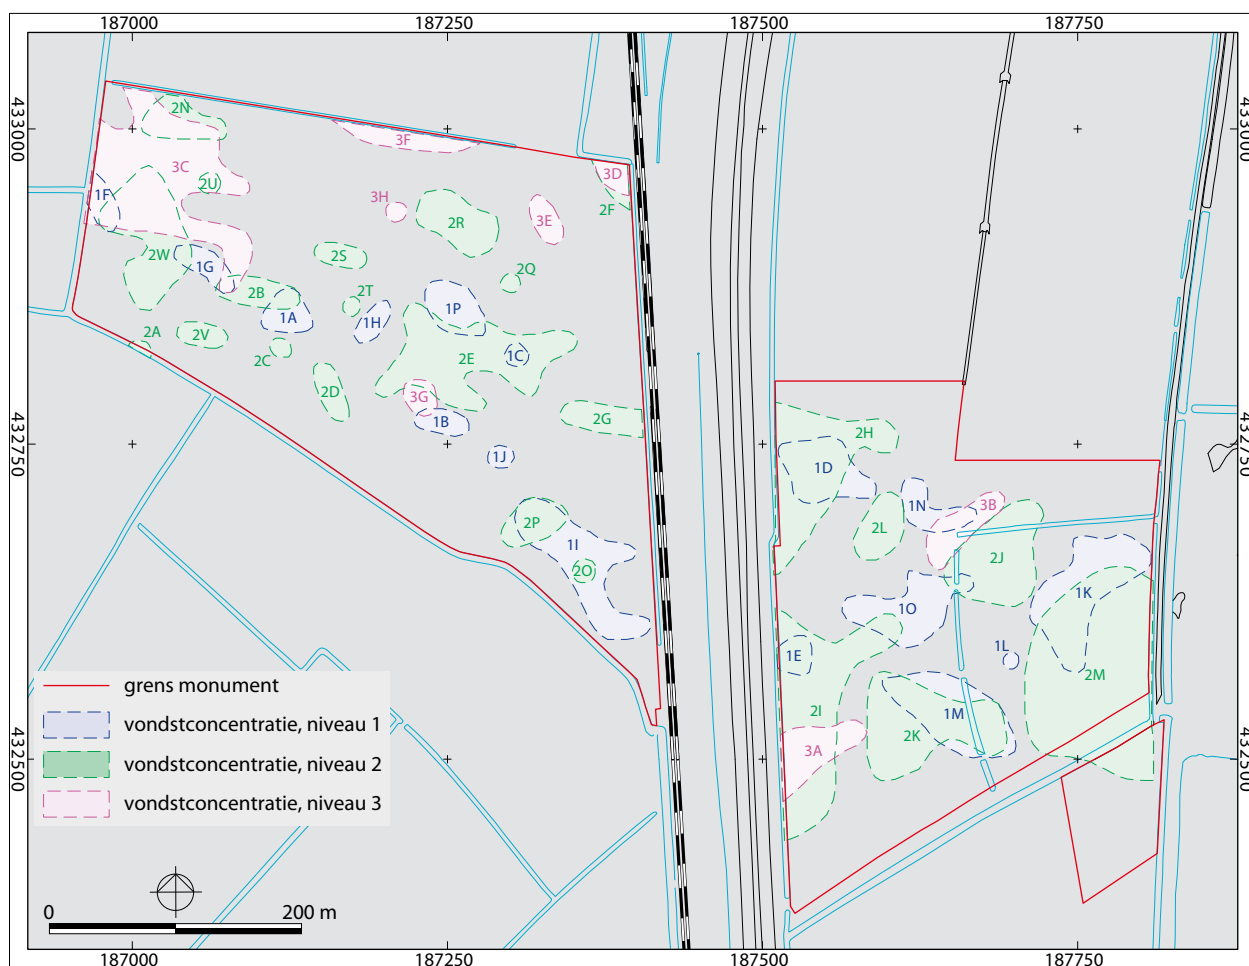 187000 187250 187500 187750
433000 433000
2N
3F
3C 3D
2U
1F 3H 2F
2R 3E
2W 2S
1G 2Q
2B 2T
1A 1H 1P
2A 2V
2C 2E 1C
2D 3G
1B 2G
432750 432750
2H
1J
1D
1N 3B
2P 2L
1I 2J
2O
1K
1O
1E 1L
2M
2I 1M
2K
3A
432500 432500
grens monument
vondstconcentratie, niveau 1
vondstconcentratie, niveau 2
vondstconcentratie, niveau 3
0 200 m
187000 187250 187500 187750